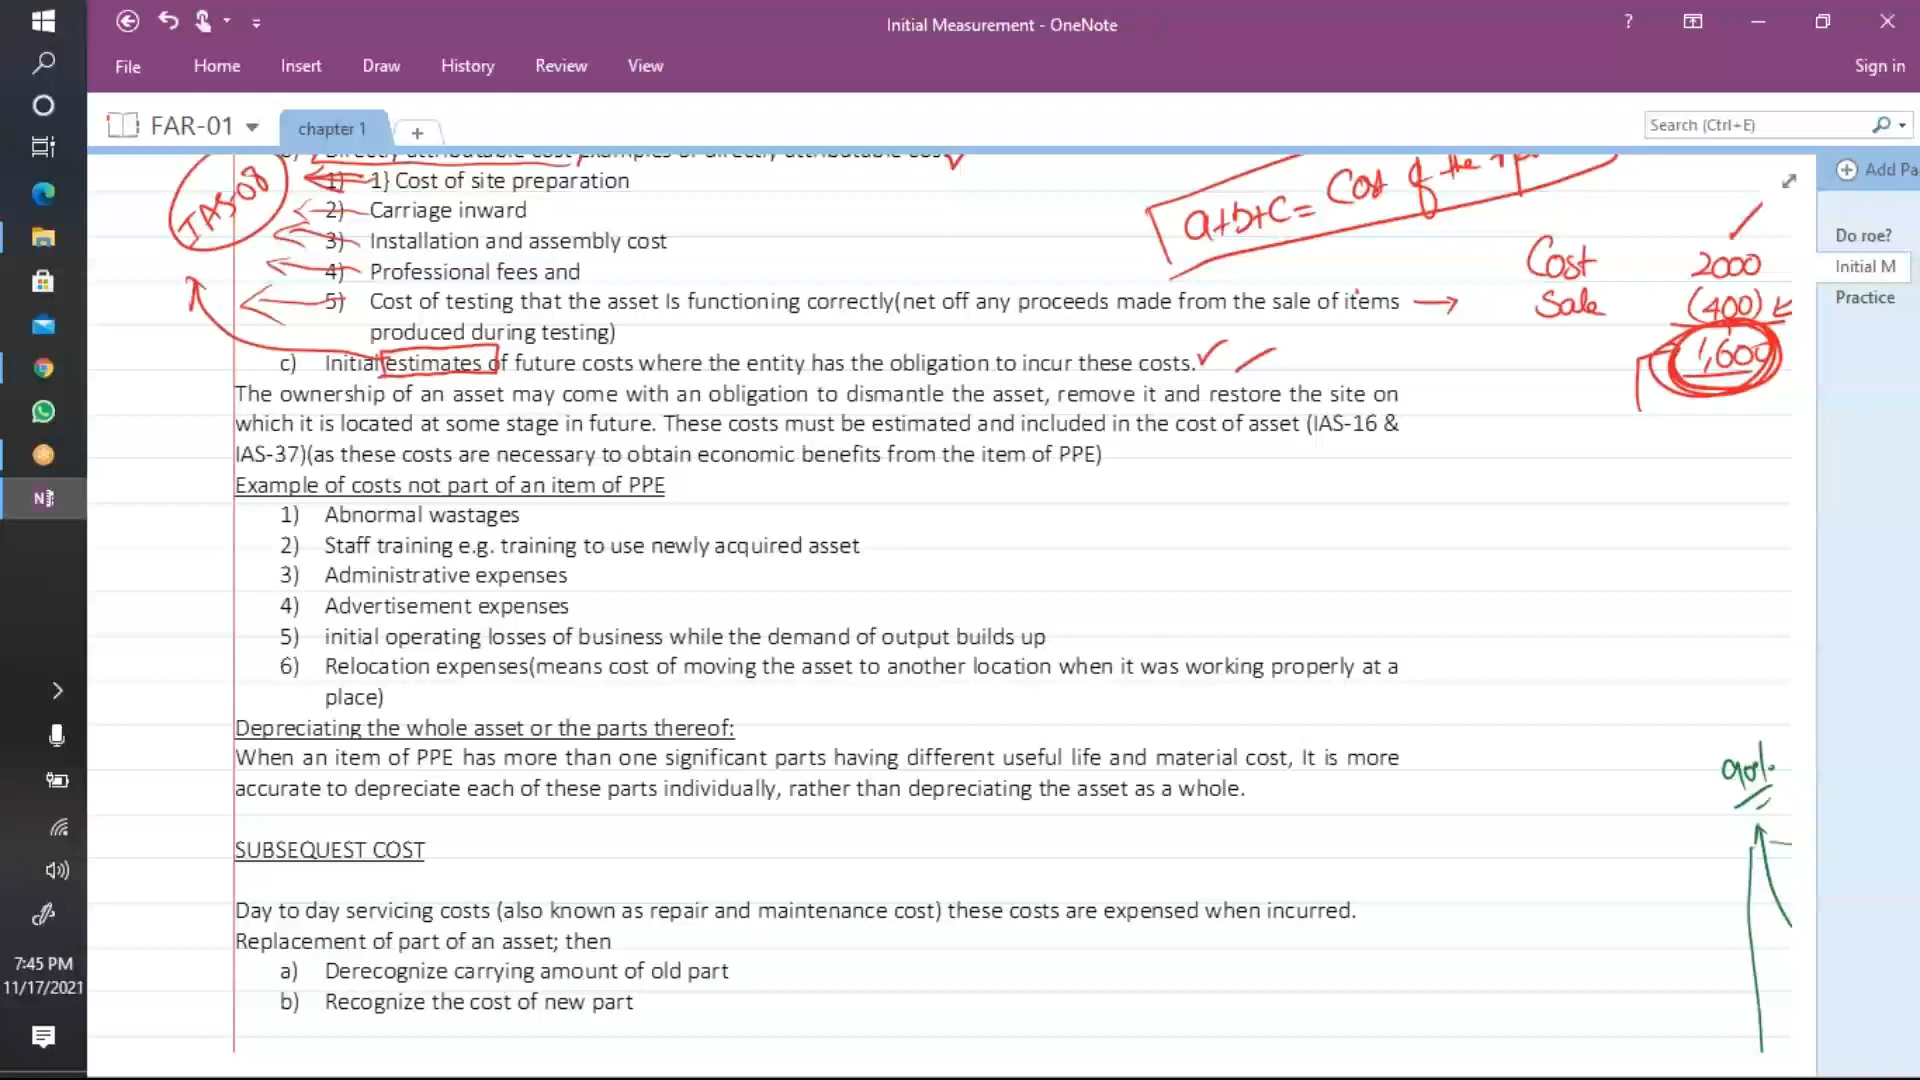 Initial Measurement - OneNote
?
File Home Insert Draw History Review View
Sign in
FAR-01
chapter 1
+
Search (Ctrl+E)
Add Pa
Do roe?
Initial M
Practice
b) Directly attributable cost, examples of directly attributable cost
1) 1} Cost of site preparation
2) Carriage inward
3) Installation and assembly cost
4) Professional fees and
5) Cost of testing that the asset Is functioning correctly(net off any proceeds made from the sale of items
produced during testing)
c) Initial estimates of future costs where the entity has the obligation to incur these costs.
IAS-08
a+b+c = Cost of the
Cost 2000
Sale (400)
1,600
The ownership of an asset may come with an obligation to dismantle the asset, remove it and restore the site on
which it is located at some stage in future. These costs must be estimated and included in the cost of asset (IAS-16 &
IAS-37)(as these costs are necessary to obtain economic benefits from the item of PPE)
Example of costs not part of an item of PPE
1) Abnormal wastages
2) Staff training e.g. training to use newly acquired asset
3) Administrative expenses
4) Advertisement expenses
5) initial operating losses of business while the demand of output builds up
6) Relocation expenses(means cost of moving the asset to another location when it was working properly at a
place)
Depreciating the whole asset or the parts thereof:
When an item of PPE has more than one significant parts having different useful life and material cost, It is more
accurate to depreciate each of these parts individually, rather than depreciating the asset as a whole.
SUBSEQUEST COST
Day to day servicing costs (also known as repair and maintenance cost) these costs are expensed when incurred.
Replacement of part of an asset; then
a) Derecognize carrying amount of old part
b) Recognize the cost of new part
7:45 PM
11/17/2021